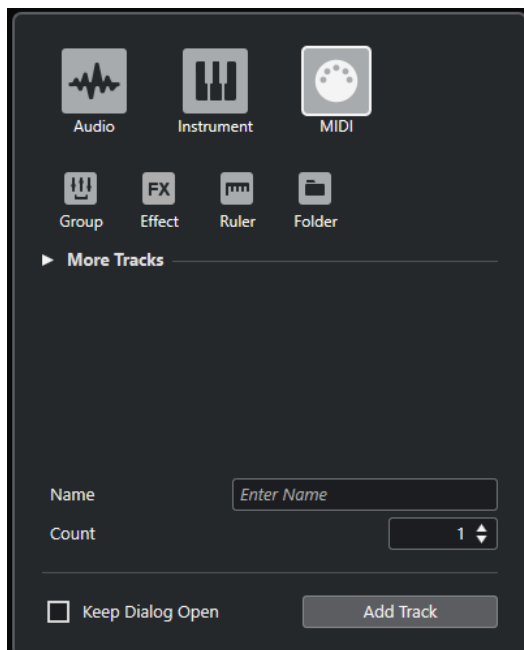 Audio Instrument MIDI
FX
Group Effect Ruler Folder
More Tracks
Name Enter Name
Count 1
Keep Dialog Open Add Track